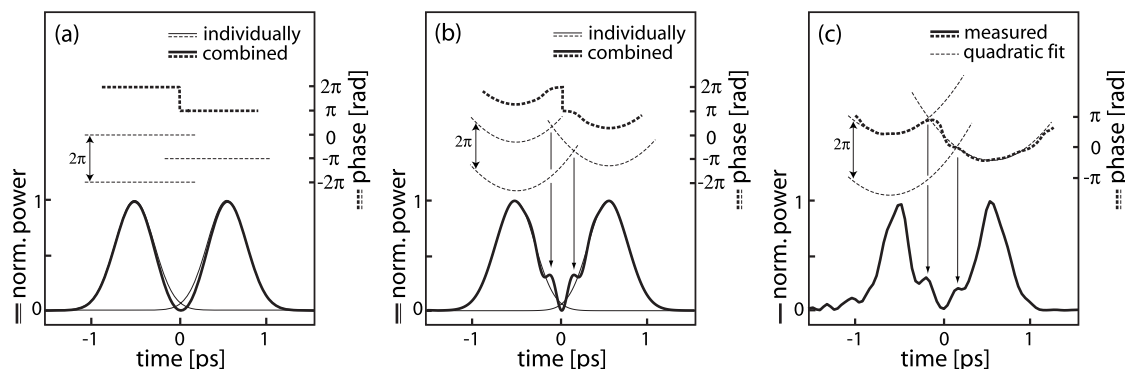 (a)
individually
combined
2π
π
0
-π
-2π
phase [rad]
2π
norm. power
1
0
-1
0
1
time [ps]
(b)
individually
combined
2π
π
0
-π
-2π
phase [rad]
2π
norm. power
1
0
-1
0
1
time [ps]
(c)
measured
quadratic fit
π
0
-π
phase [rad]
2π
norm. power
1
0
-1
0
1
time [ps]